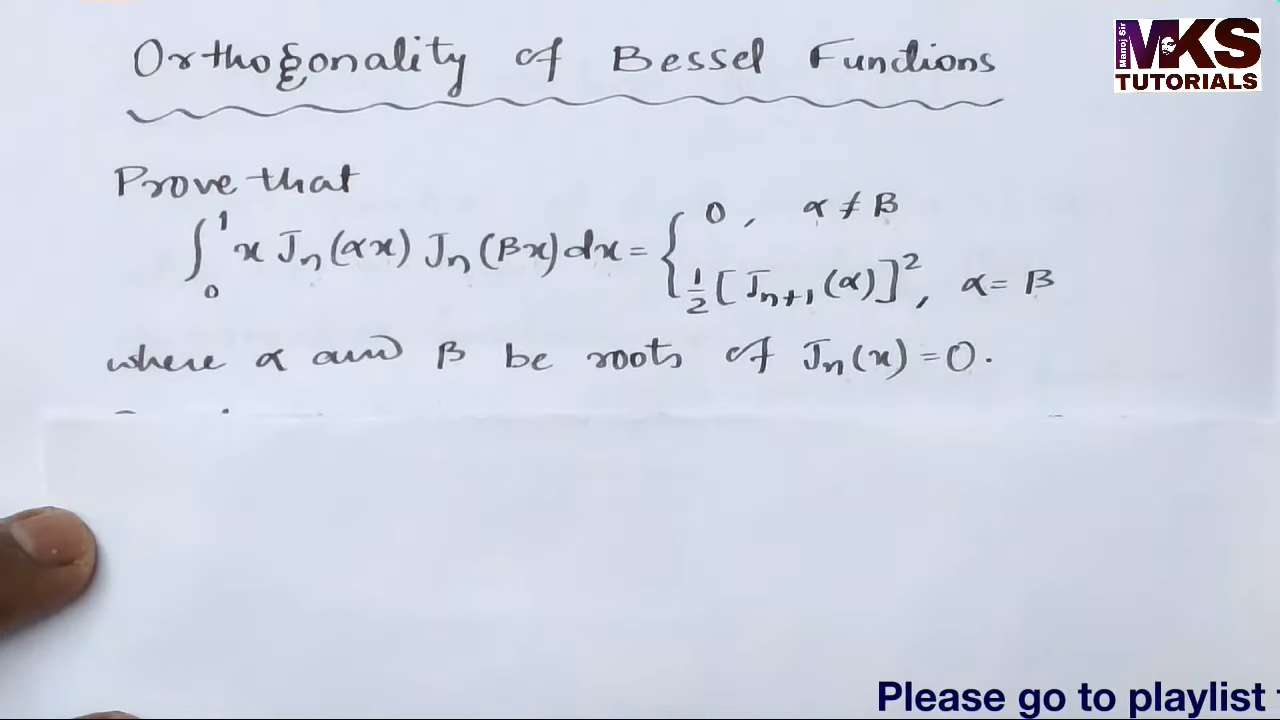 Orthogonality of Bessel Functions
Manoj Sir
MKS
TUTORIALS
Prove that
∫₀¹ x Jₙ(αx) Jₙ(βx) dx = { 0, α ≠ β
½ [Jₙ₊₁(α)]², α = β
where α and β be roots of Jₙ(x) = 0.
Please go to playlist